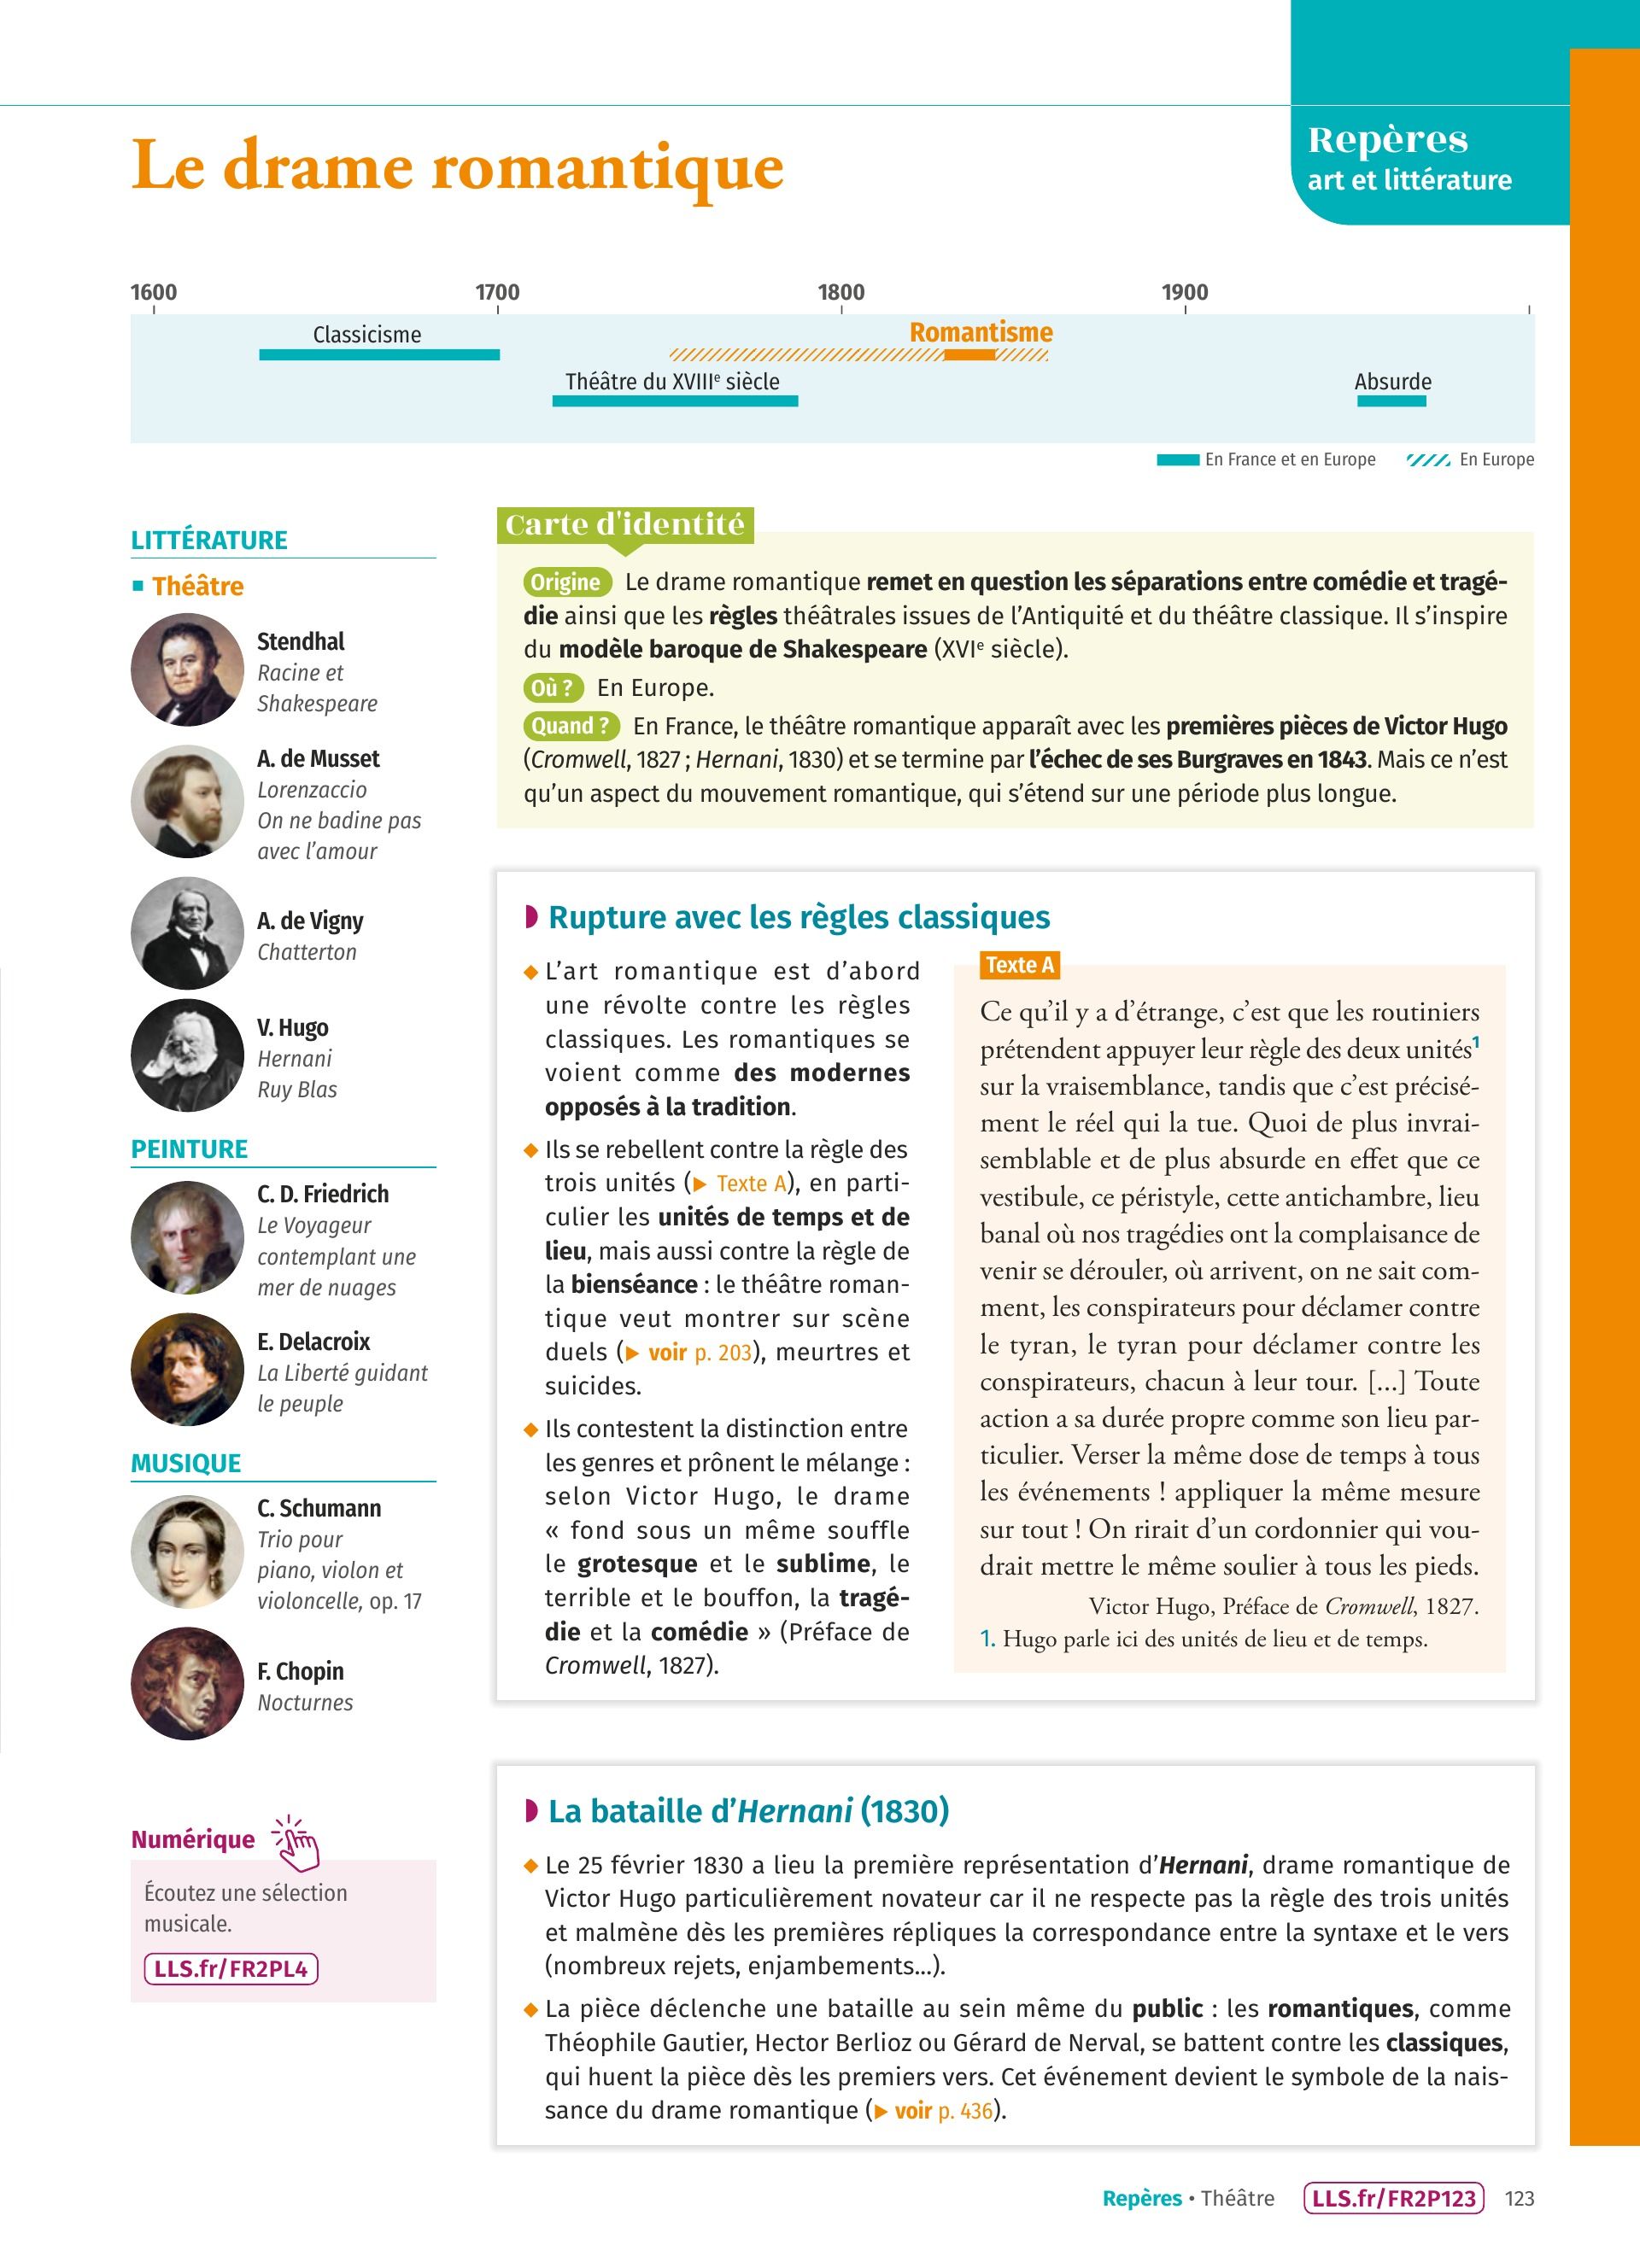 Repères
art et littérature
Le drame romantique
1600
1700
1800
1900
Classicisme
Romantisme
Théâtre du XVIIIe siècle
Absurde
En France et en Europe
En Europe
LITTÉRATURE
Théâtre
Stendhal
Racine et
Shakespeare
A. de Musset
Lorenzaccio
On ne badine pas
avec l’amour
A. de Vigny
Chatterton
V. Hugo
Hernani
Ruy Blas
PEINTURE
C. D. Friedrich
Le Voyageur
contemplant une
mer de nuages
E. Delacroix
La Liberté guidant
le peuple
MUSIQUE
C. Schumann
Trio pour
piano, violon et
violoncelle, op. 17
F. Chopin
Nocturnes
Numérique
Écoutez une sélection
musicale.
LLS.fr/FR2PL4
Carte d'identité
Origine Le drame romantique remet en question les séparations entre comédie et tragé-
die ainsi que les règles théâtrales issues de l’Antiquité et du théâtre classique. Il s’inspire
du modèle baroque de Shakespeare (XVIe siècle).
Où ? En Europe.
Quand ? En France, le théâtre romantique apparaît avec les premières pièces de Victor Hugo
(Cromwell, 1827 ; Hernani, 1830) et se termine par l’échec de ses Burgraves en 1843. Mais ce n’est
qu’un aspect du mouvement romantique, qui s’étend sur une période plus longue.
Rupture avec les règles classiques
L’art romantique est d’abord
une révolte contre les règles
classiques. Les romantiques se
voient comme des modernes
opposés à la tradition.
Ils se rebellent contre la règle des
trois unités (▶ Texte A), en parti-
culier les unités de temps et de
lieu, mais aussi contre la règle de
la bienséance : le théâtre roman-
tique veut montrer sur scène
duels (▶ voir p. 203), meurtres et
suicides.
Ils contestent la distinction entre
les genres et prônent le mélange :
selon Victor Hugo, le drame
« fond sous un même souffle
le grotesque et le sublime, le
terrible et le bouffon, la tragé-
die et la comédie » (Préface de
Cromwell, 1827).
Texte A
Ce qu’il y a d’étrange, c’est que les routiniers
prétendent appuyer leur règle des deux unités1
sur la vraisemblance, tandis que c’est précisé-
ment le réel qui la tue. Quoi de plus invrai-
semblable et de plus absurde en effet que ce
vestibule, ce péristyle, cette antichambre, lieu
banal où nos tragédies ont la complaisance de
venir se dérouler, où arrivent, on ne sait com-
ment, les conspirateurs pour déclamer contre
le tyran, le tyran pour déclamer contre les
conspirateurs, chacun à leur tour. [...] Toute
action a sa durée propre comme son lieu par-
ticulier. Verser la même dose de temps à tous
les événements ! appliquer la même mesure
sur tout ! On rirait d’un cordonnier qui vou-
drait mettre le même soulier à tous les pieds.
Victor Hugo, Préface de Cromwell, 1827.
1. Hugo parle ici des unités de lieu et de temps.
La bataille d’Hernani (1830)
Le 25 février 1830 a lieu la première représentation d’Hernani, drame romantique de
Victor Hugo particulièrement novateur car il ne respecte pas la règle des trois unités
et malmène dès les premières répliques la correspondance entre la syntaxe et le vers
(nombreux rejets, enjambements...).
La pièce déclenche une bataille au sein même du public : les romantiques, comme
Théophile Gautier, Hector Berlioz ou Gérard de Nerval, se battent contre les classiques,
qui huent la pièce dès les premiers vers. Cet événement devient le symbole de la nais-
sance du drame romantique (▶ voir p. 436).
Repères • Théâtre LLS.fr/FR2P123 123